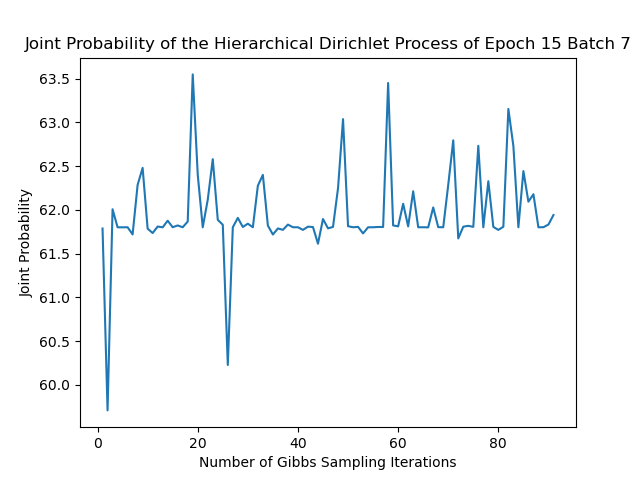 Joint Probability of the Hierarchical Dirichlet Process of Epoch 15 Batch 7
63.5
63.0
62.5
62.0
61.5
61.0
60.5
60.0
Joint Probability
0 20 40 60 80
Number of Gibbs Sampling Iterations